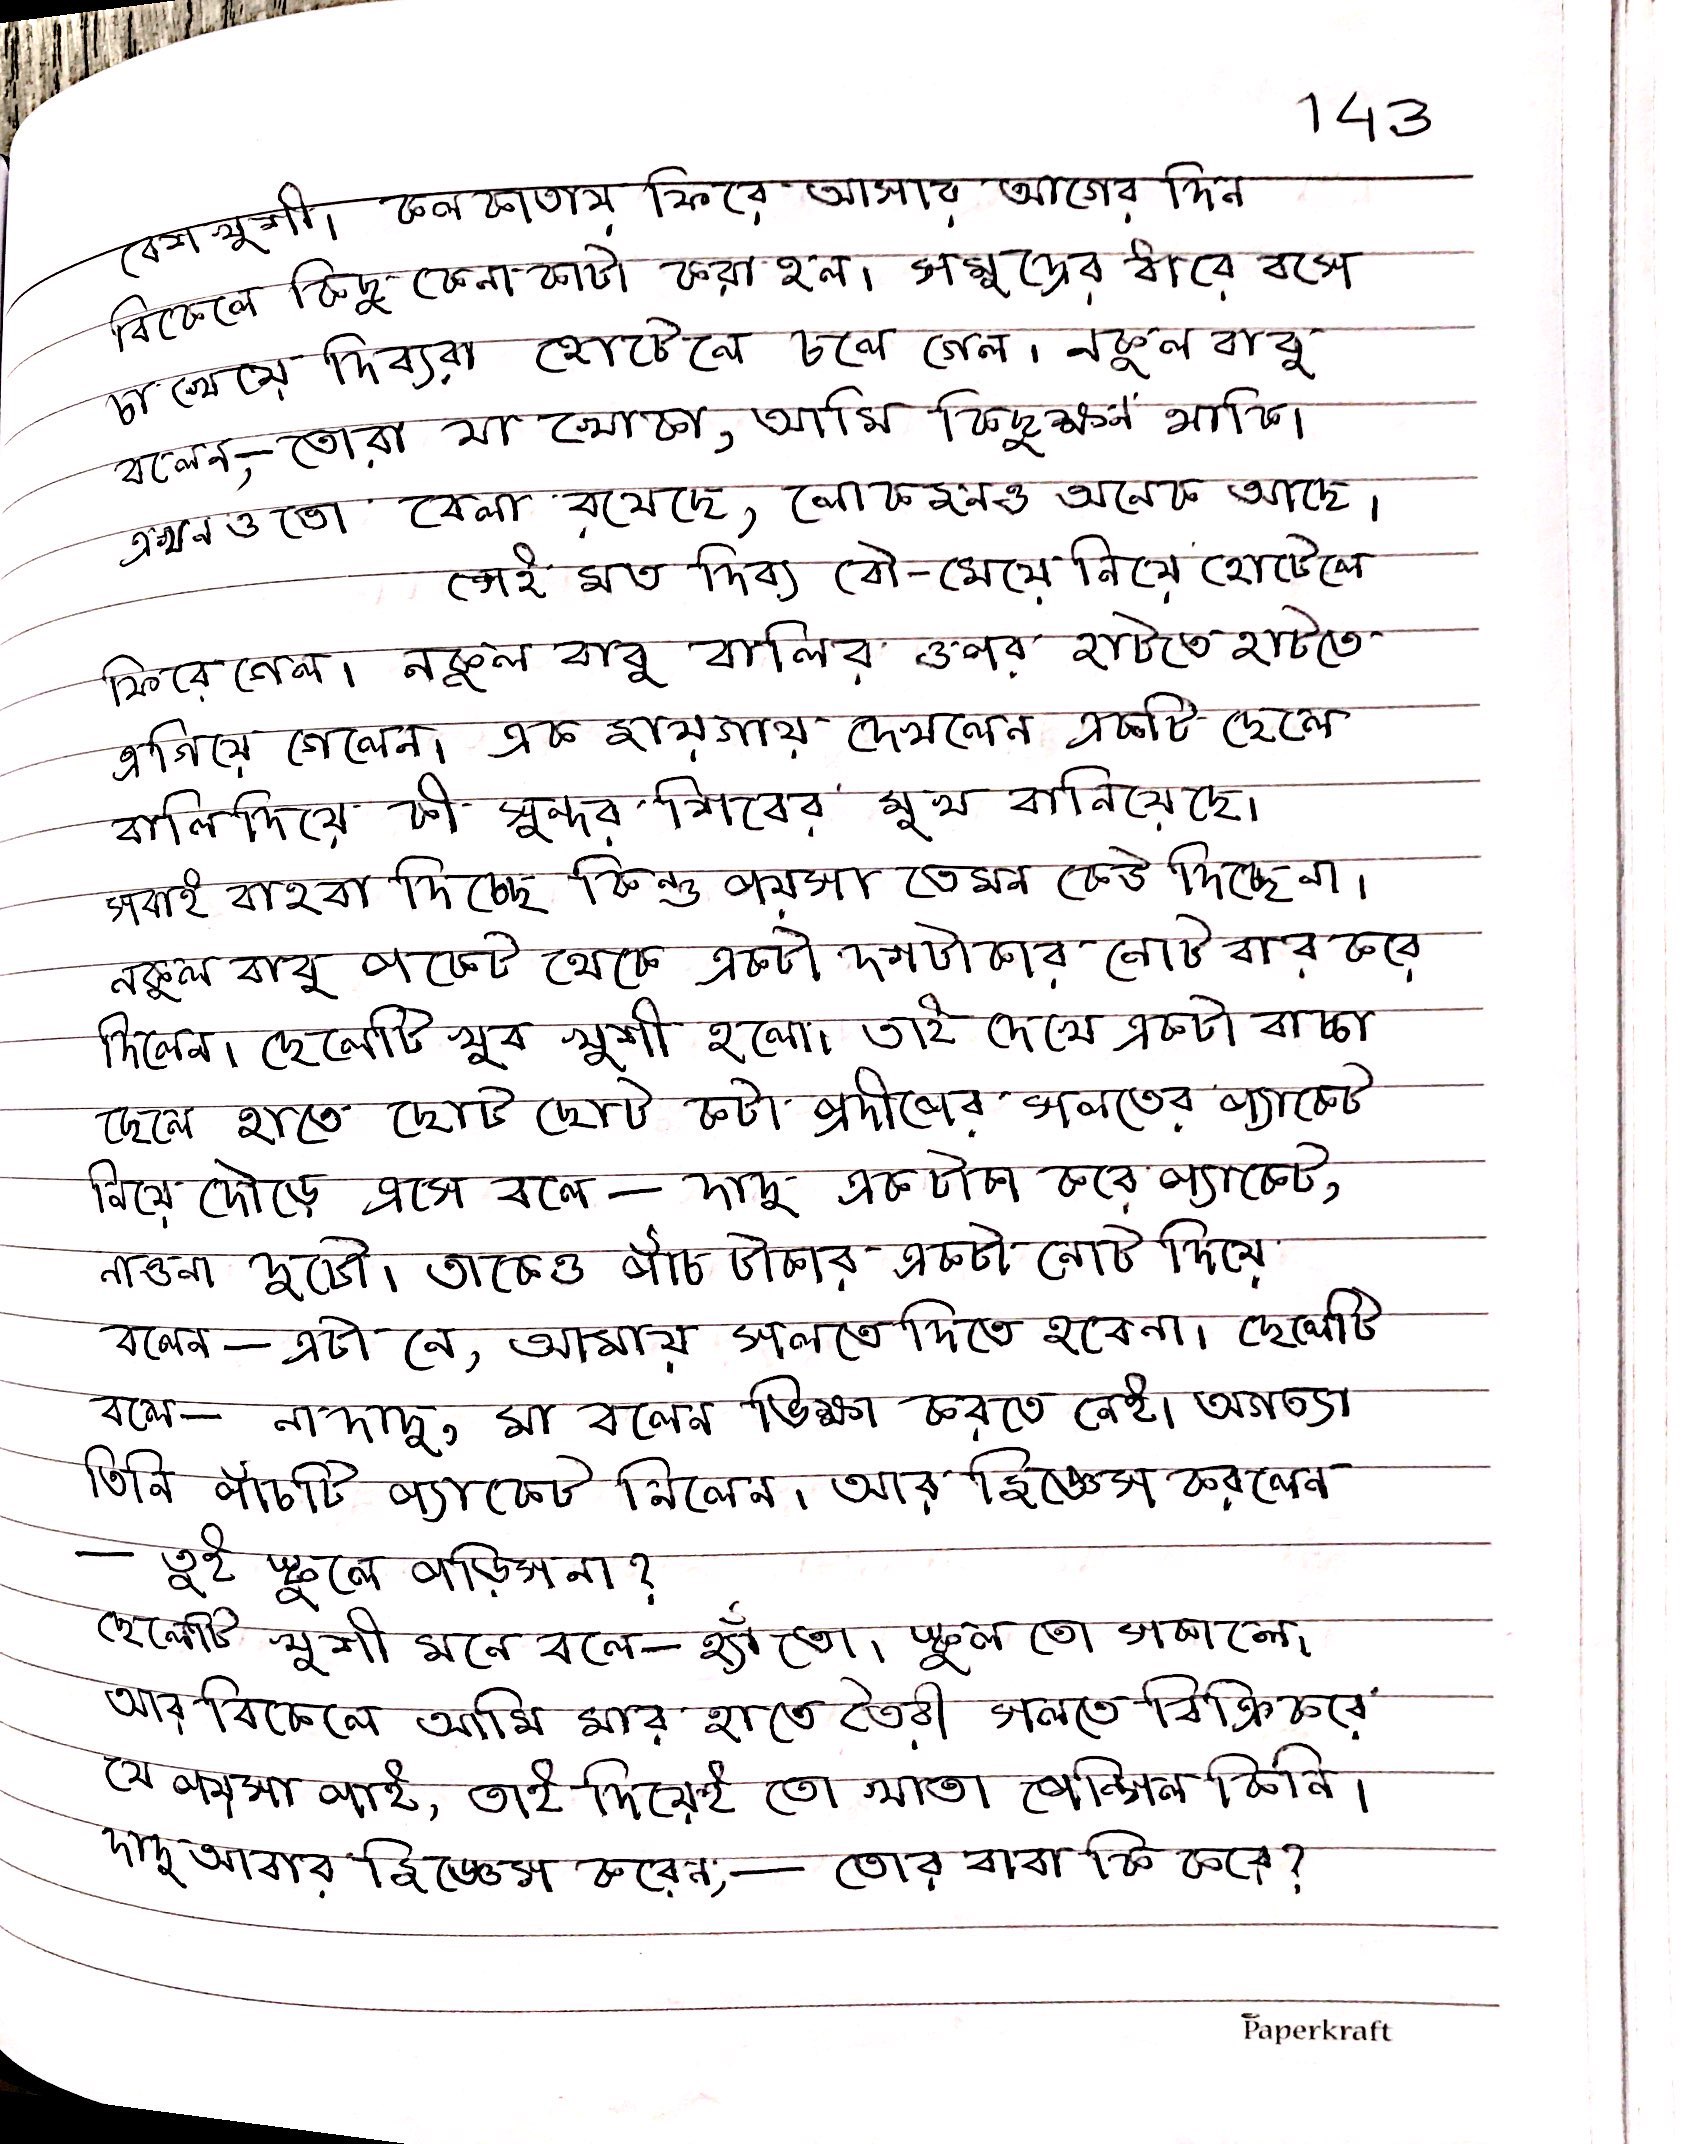 143
বেশ খুশী। কলকাতায় ফিরে আসার আগের দিন
বিকেলে কিছু কেনাকাটা করা হল। সমুদ্রের ধারে বসে
চা খেয়ে দিব্যরা হোটেলে চলে গেল। নকুল বাবু
বলেন,— তোরা যা খোকা, আমি কিছুক্ষন থাকি।
এখনও তো বেলা রয়েছে, লোকজনও অনেক আছে।
সেই মত দিব্য বৌ-মেয়ে নিয়ে হোটেলে
ফিরে গেল। নকুল বাবু বালির ওপর হাটতে হাটতে
এগিয়ে গেলেন। এক জায়গায় দেখলেন একটি ছেলে
বালি দিয়ে কী সুন্দর শিবের মুখ বানিয়েছে।
সবাই বাহবা দিচ্ছে কিন্তু পয়সা তেমন কেউ দিচ্ছেনা।
নকুল বাবু পকেট থেকে একটা দশটাকার নোট বার করে
দিলেন। ছেলেটি খুব খুশী হলো। তাই দেখে একটা বাচ্চা
ছেলে হাতে ছোট ছোট কটা প্রদীপের সলতের প্যাকেট
নিয়ে দৌড়ে এসে বলে — দাদু একটাকা করে প্যাকেট,
নাওনা দুটো। তাকেও পাঁচ টাকার একটা নোট দিয়ে
বলেন — এটা নে, আমায় সলতে দিতে হবেনা। ছেলেটি
বলে — না দাদু, মা বলেন ভিক্ষা করতে নেই। অগত্যা
তিনি পাঁচটি প্যাকেট নিলেন। আর জিজ্ঞেস করলেন
— তুই স্কুলে পড়িস না?
ছেলেটি খুশী মনে বলে — হ্যাঁ তো। স্কুল তো সকালে।
আর বিকেলে আমি মার হাতে তৈরী সলতে বিক্রি করে
যে পয়সা পাই, তাই দিয়েই তো খাতা পেন্সিল কিনি।
দাদু আবার জিজ্ঞেস করেন,— তোর বাবা কি করে?
Paperkraft